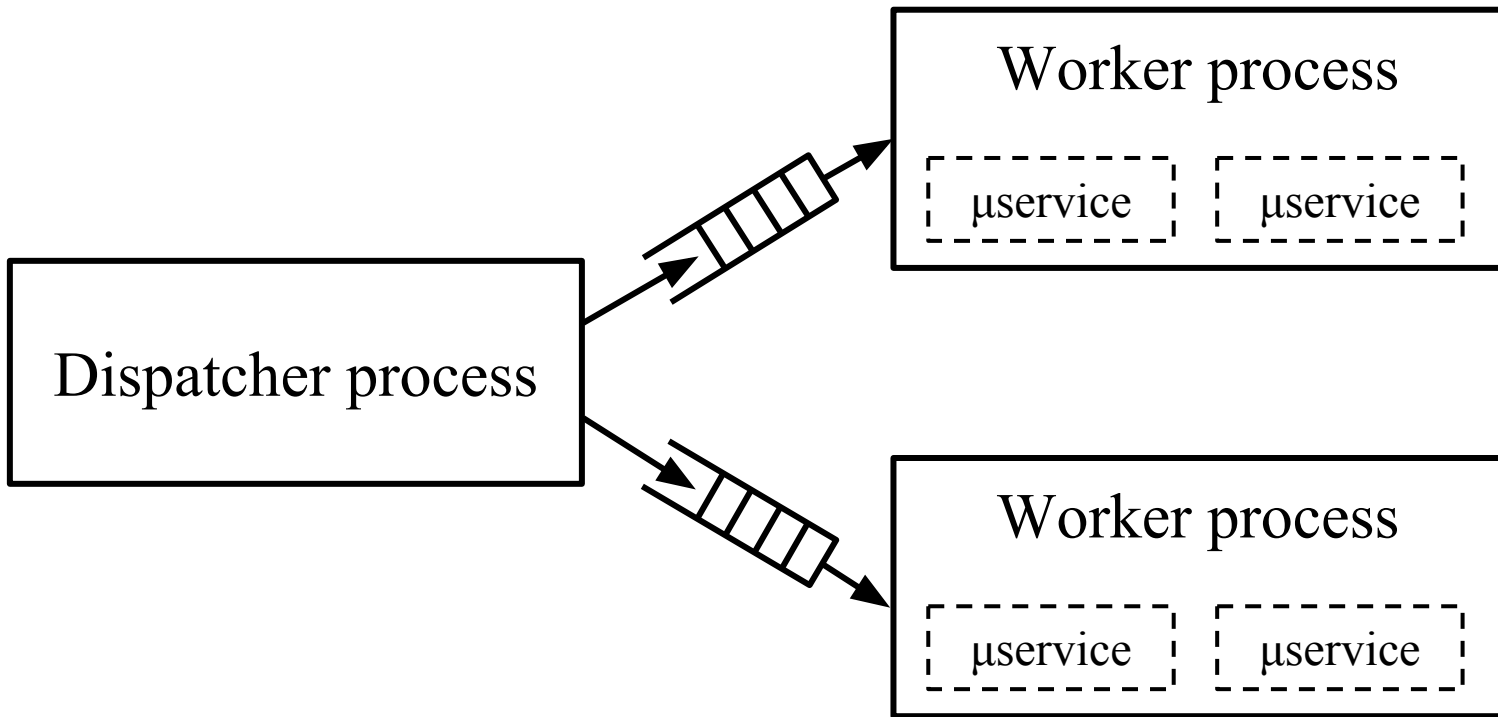 Worker process
μservice μservice
Dispatcher process
Worker process
μservice μservice